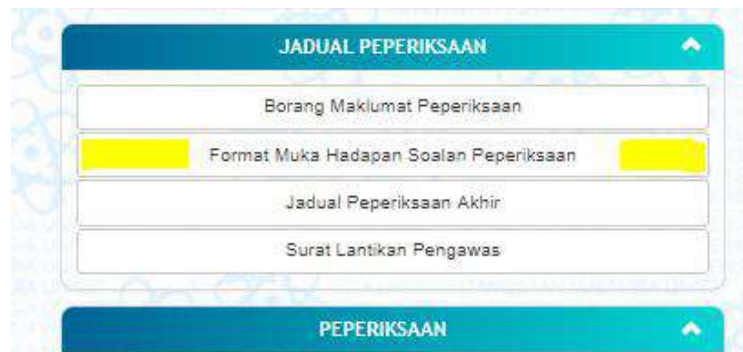 JADUAL PEPERIKSAAN
Borang Maklumat Peperiksaan
Format Muka Hadapan Soalan Peperiksaan
Jadual Peperiksaan Akhir
Surat Lantikan Pengawas
PEPERIKSAAN